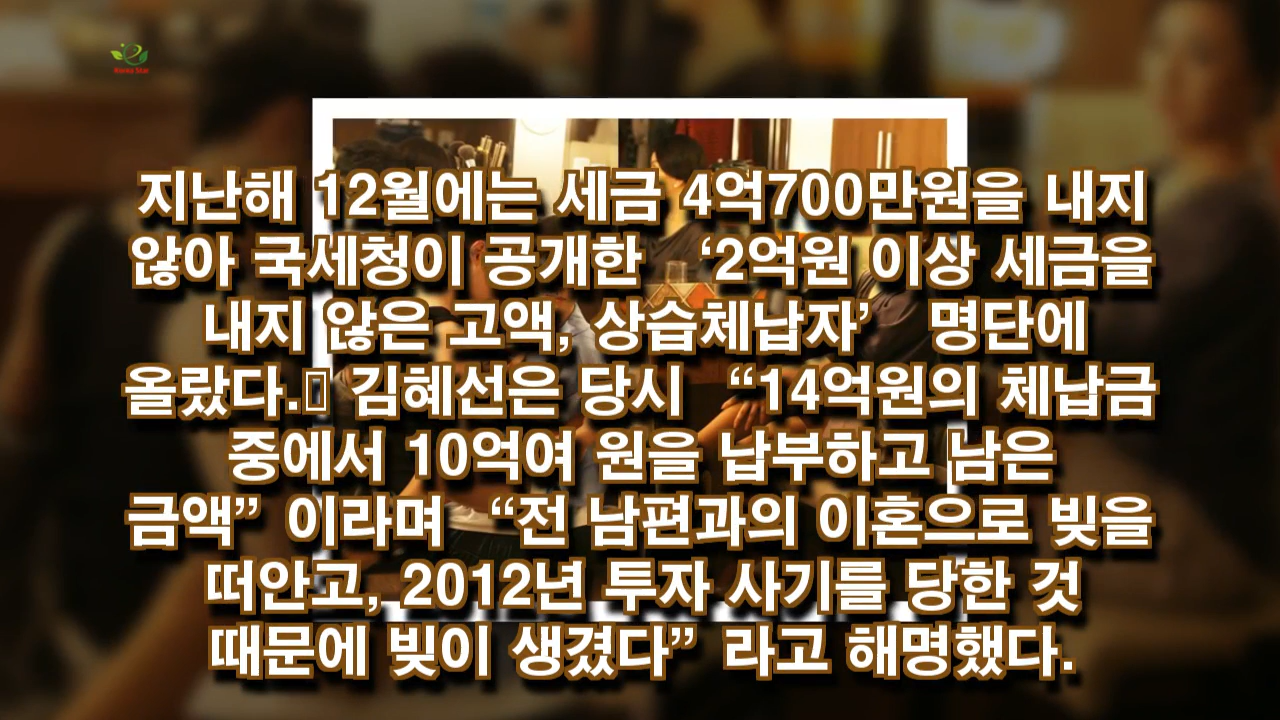 Korea Star
지난해 12월에는 세금 4억700만원을 내지
않아 국세청이 공개한 ‘2억원 이상 세금을
내지 않은 고액, 상습체납자’ 명단에
올랐다. 김혜선은 당시 “14억원의 체납금
중에서 10억여 원을 납부하고 남은
금액” 이라며 “전 남편과의 이혼으로 빚을
떠안고, 2012년 투자 사기를 당한 것
때문에 빚이 생겼다” 라고 해명했다.